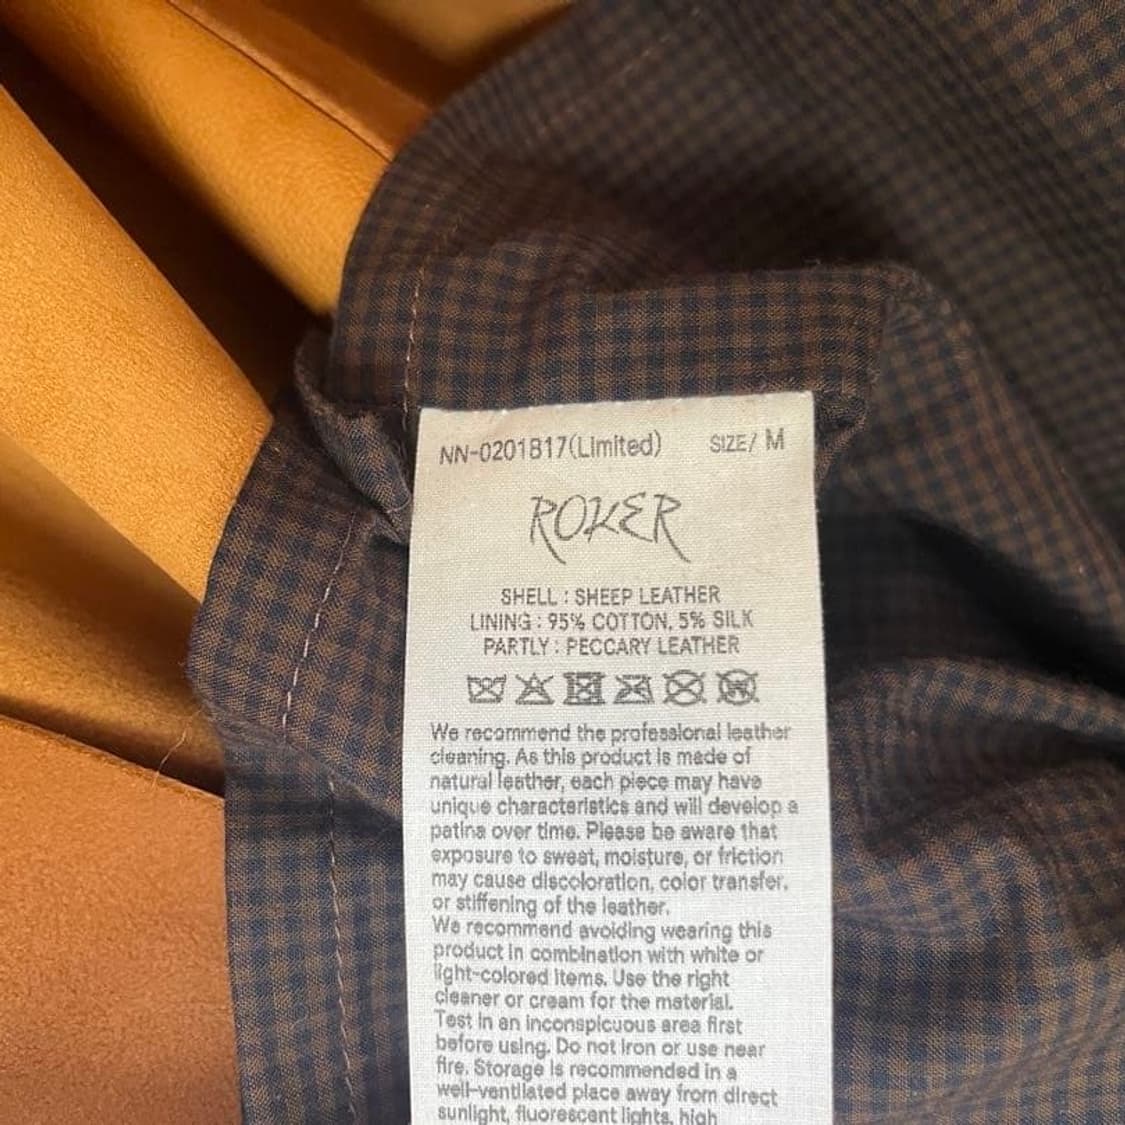 NN-0201B17(Limited) SIZE/ M
ROKER
SHELL : SHEEP LEATHER
LINING : 95% COTTON, 5% SILK
PARTLY : PECCARY LEATHER
We recommend the professional leather
cleaning. As this product is made of
natural leather, each piece may have
unique characteristics and will develop a
patina over time. Please be aware that
exposure to sweat, moisture, or friction
may cause discoloration, color transfer,
or stiffening of the leather.
We recommend avoiding wearing this
product in combination with white or
light-colored items. Use the right
cleaner or cream for the material.
Test in an inconspicuous area first
before using. Do not iron or use near
fire. Storage is recommended in a
well-ventilated place away from direct
sunlight, fluorescent lights, high